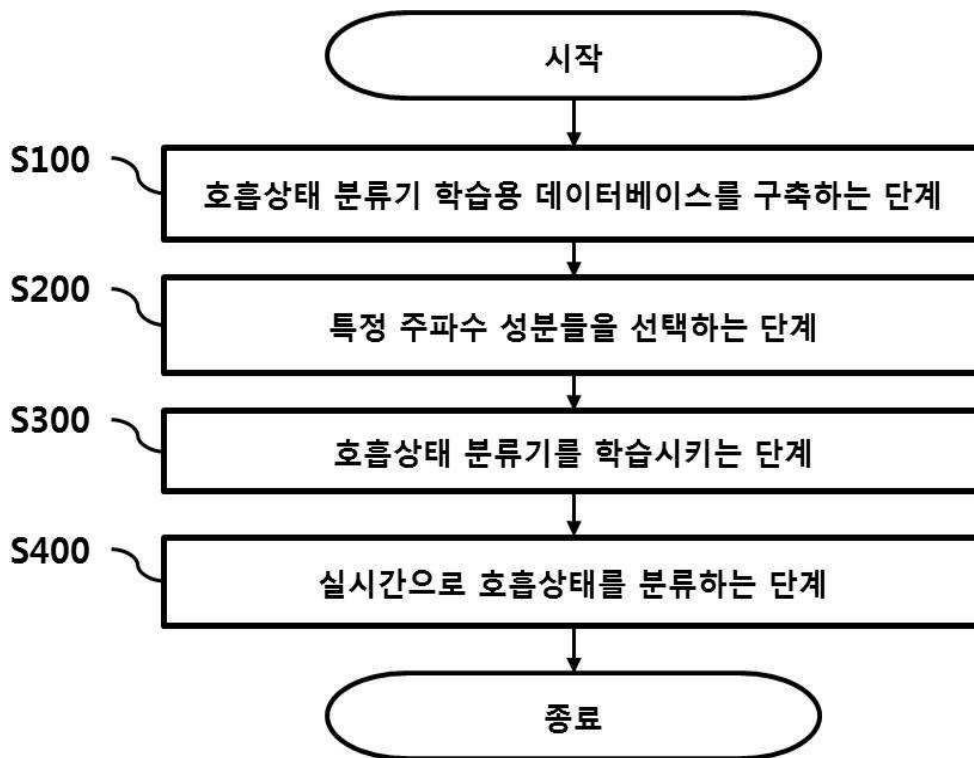 시작
S100
호흡상태 분류기 학습용 데이터베이스를 구축하는 단계
S200
특정 주파수 성분들을 선택하는 단계
S300
호흡상태 분류기를 학습시키는 단계
S400
실시간으로 호흡상태를 분류하는 단계
종료